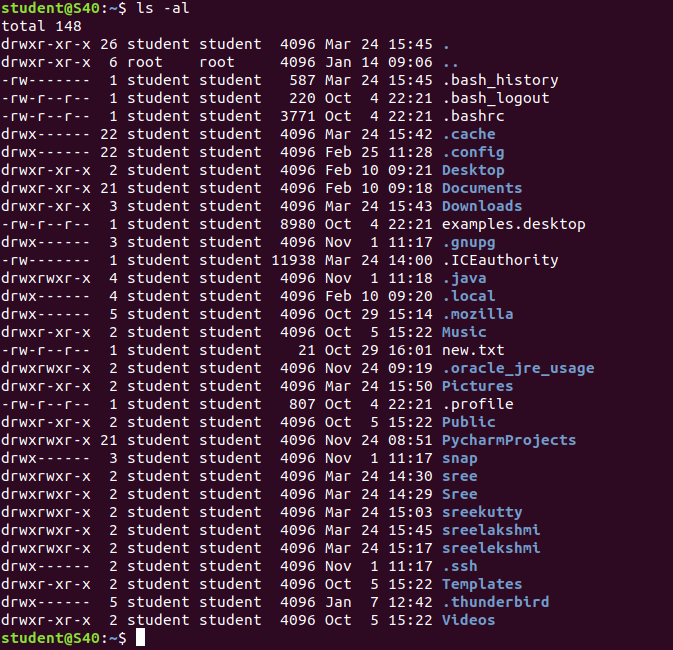 student@S40:~$ ls -al
total 148
drwxr-xr-x 26 student student  4096 Mar 24 15:45 .
drwxr-xr-x  6 root    root     4096 Jan 14 09:06 ..
-rw-------  1 student student   587 Mar 24 15:45 .bash_history
-rw-r--r--  1 student student   220 Oct  4 22:21 .bash_logout
-rw-r--r--  1 student student  3771 Oct  4 22:21 .bashrc
drwx------ 22 student student  4096 Mar 24 15:42 .cache
drwx------ 22 student student  4096 Feb 25 11:28 .config
drwxr-xr-x  2 student student  4096 Feb 10 09:21 Desktop
drwxr-xr-x 21 student student  4096 Feb 10 09:18 Documents
drwxr-xr-x  3 student student  4096 Mar 24 15:43 Downloads
-rw-r--r--  1 student student  8980 Oct  4 22:21 examples.desktop
drwx------  3 student student  4096 Nov  1 11:17 .gnupg
-rw-------  1 student student 11938 Mar 24 14:00 .ICEauthority
drwxrwxr-x  4 student student  4096 Nov  1 11:18 .java
drwx------  4 student student  4096 Feb 10 09:20 .local
drwx------  5 student student  4096 Oct 29 15:14 .mozilla
drwxr-xr-x  2 student student  4096 Oct  5 15:22 Music
-rw-r--r--  1 student student    21 Oct 29 16:01 new.txt
drwxrwxr-x  2 student student  4096 Nov 24 09:19 .oracle_jre_usage
drwxr-xr-x  2 student student  4096 Mar 24 15:50 Pictures
-rw-r--r--  1 student student   807 Oct  4 22:21 .profile
drwxr-xr-x  2 student student  4096 Oct  5 15:22 Public
drwxrwxr-x 21 student student  4096 Nov 24 08:51 PycharmProjects
drwx------  3 student student  4096 Nov  1 11:17 snap
drwxrwxr-x  2 student student  4096 Mar 24 14:30 sree
drwxrwxr-x  2 student student  4096 Mar 24 14:29 Sree
drwxrwxr-x  2 student student  4096 Mar 24 15:03 sreekutty
drwxrwxr-x  2 student student  4096 Mar 24 15:45 sreelakshmi
drwxrwxr-x  2 student student  4096 Mar 24 15:17 sreelekshmi
drwx------  2 student student  4096 Nov  1 11:17 .ssh
drwxr-xr-x  2 student student  4096 Oct  5 15:22 Templates
drwx------  5 student student  4096 Jan  7 12:42 .thunderbird
drwxr-xr-x  2 student student  4096 Oct  5 15:22 Videos
student@S40:~$